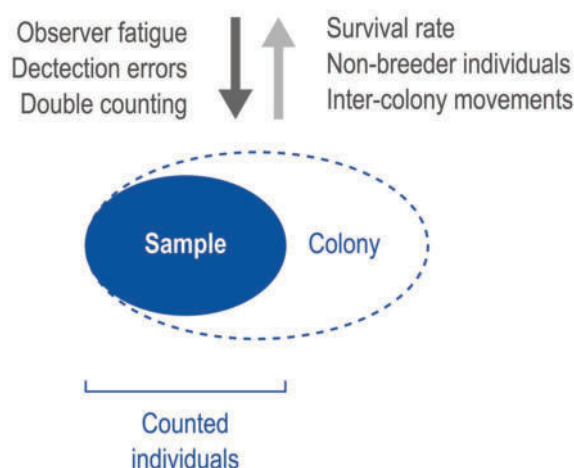 Observer fatigue
Dectection errors
Double counting
Survival rate
Non-breeder individuals
Inter-colony movements
Sample
Colony
Counted
individuals